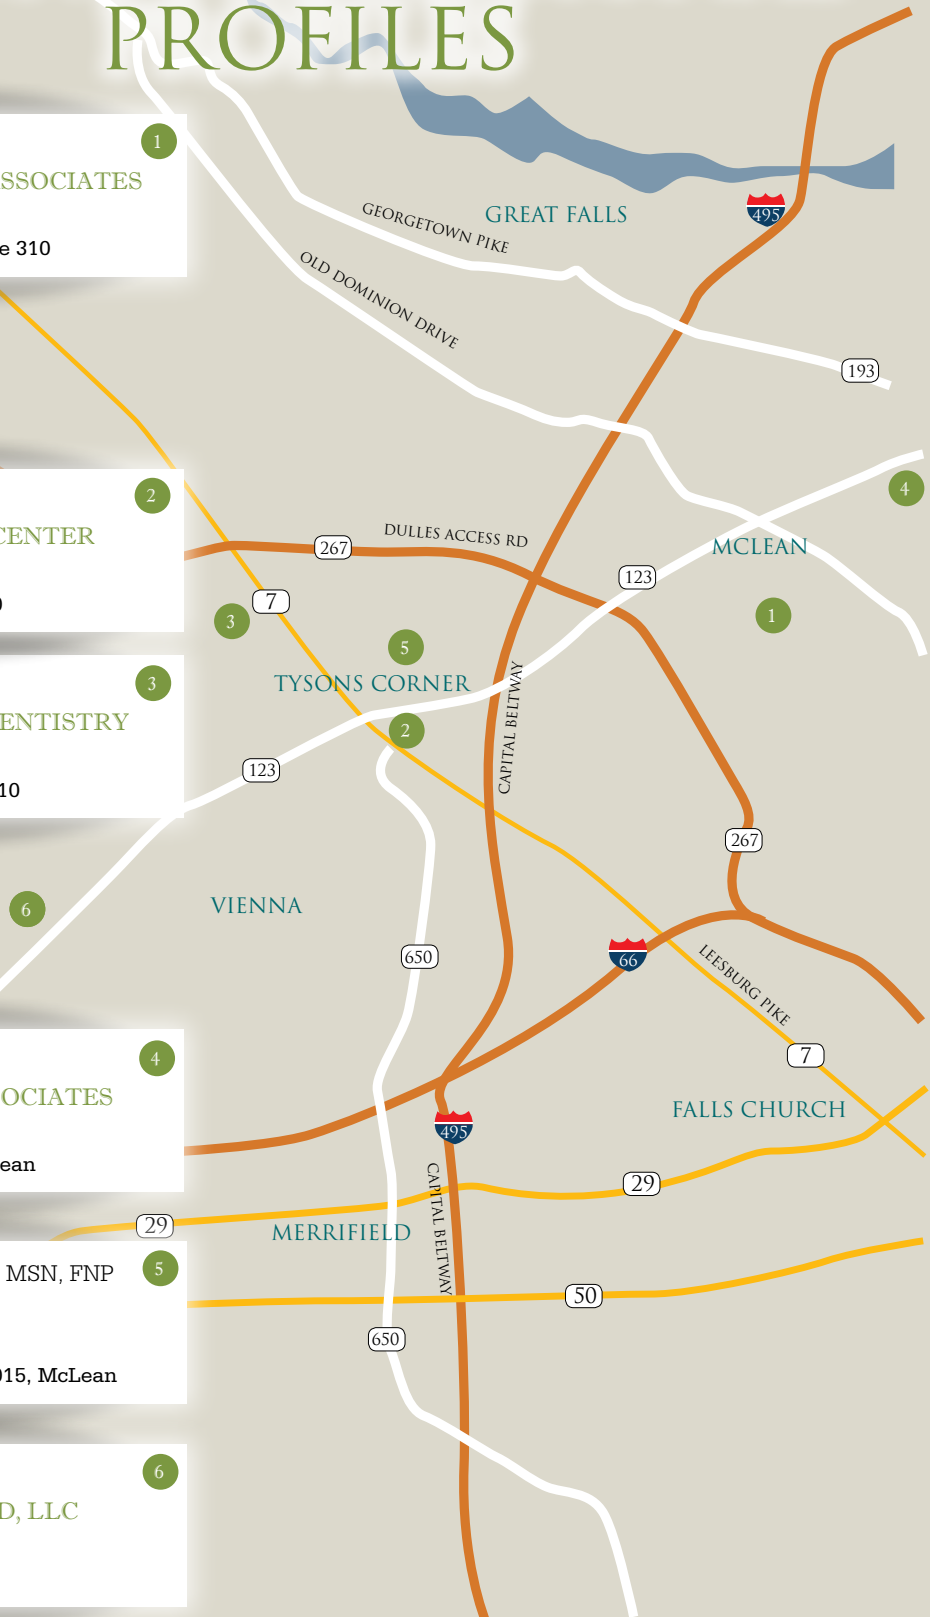 PROFILES
1
SSOCIATES
e 310
GREAT FALLS
495
GEORGETOWN PIKE
OLD DOMINION DRIVE
193
2
CENTER
4
DULLES ACCESS RD
267
MCLEAN
123
7
3
1
5
TYSONS CORNER
3
ENTISTRY
10
2
CAPITAL BELTWAY
123
267
6
VIENNA
650
66
LEESBURG PIKE
7
4
OCIATES
ean
FALLS CHURCH
495
CAPITAL BELTWAY
29
29
MERRIFIELD
MSN, FNP
5
50
650
015, McLean
6
D, LLC